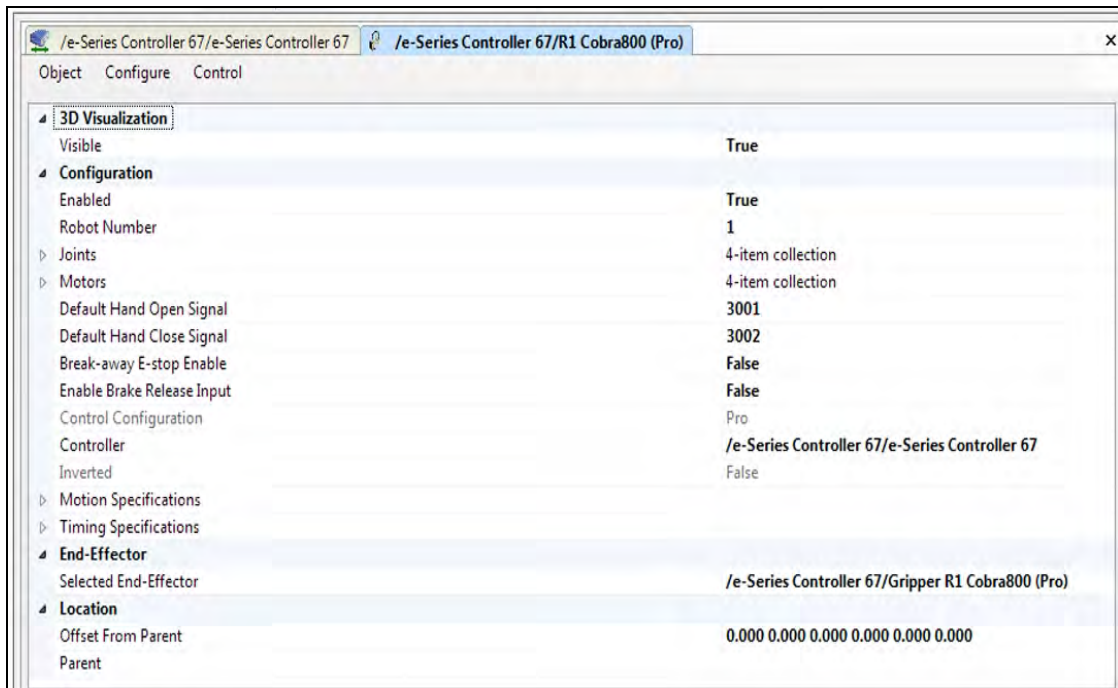 /e-Series Controller 67/e-Series Controller 67 /e-Series Controller 67/R1 Cobra800 (Pro) x
Object Configure Control
3D Visualization
Visible True
Configuration
Enabled True
Robot Number 1
Joints 4-item collection
Motors 4-item collection
Default Hand Open Signal 3001
Default Hand Close Signal 3002
Break-away E-stop Enable False
Enable Brake Release Input False
Control Configuration Pro
Controller /e-Series Controller 67/e-Series Controller 67
Inverted False
Motion Specifications
Timing Specifications
End-Effector
Selected End-Effector /e-Series Controller 67/Gripper R1 Cobra800 (Pro)
Location
Offset From Parent 0.000 0.000 0.000 0.000 0.000 0.000
Parent